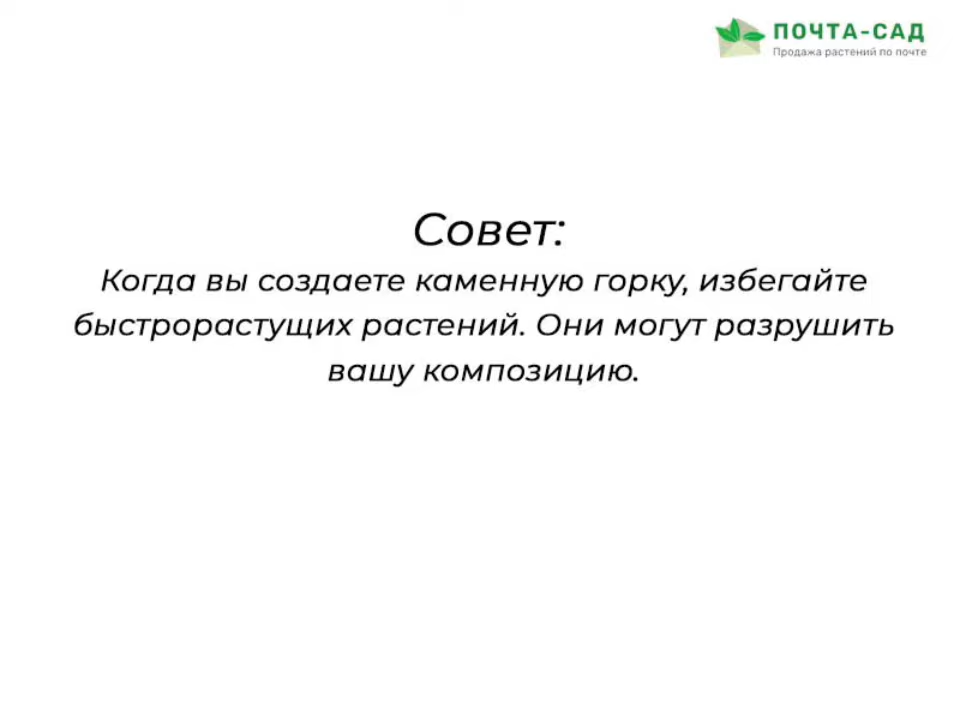 ПОЧТА-САД
Продажа растений по почте
Совет:
Когда вы создаете каменную горку, избегайте
быстрорастущих растений. Они могут разрушить
вашу композицию.